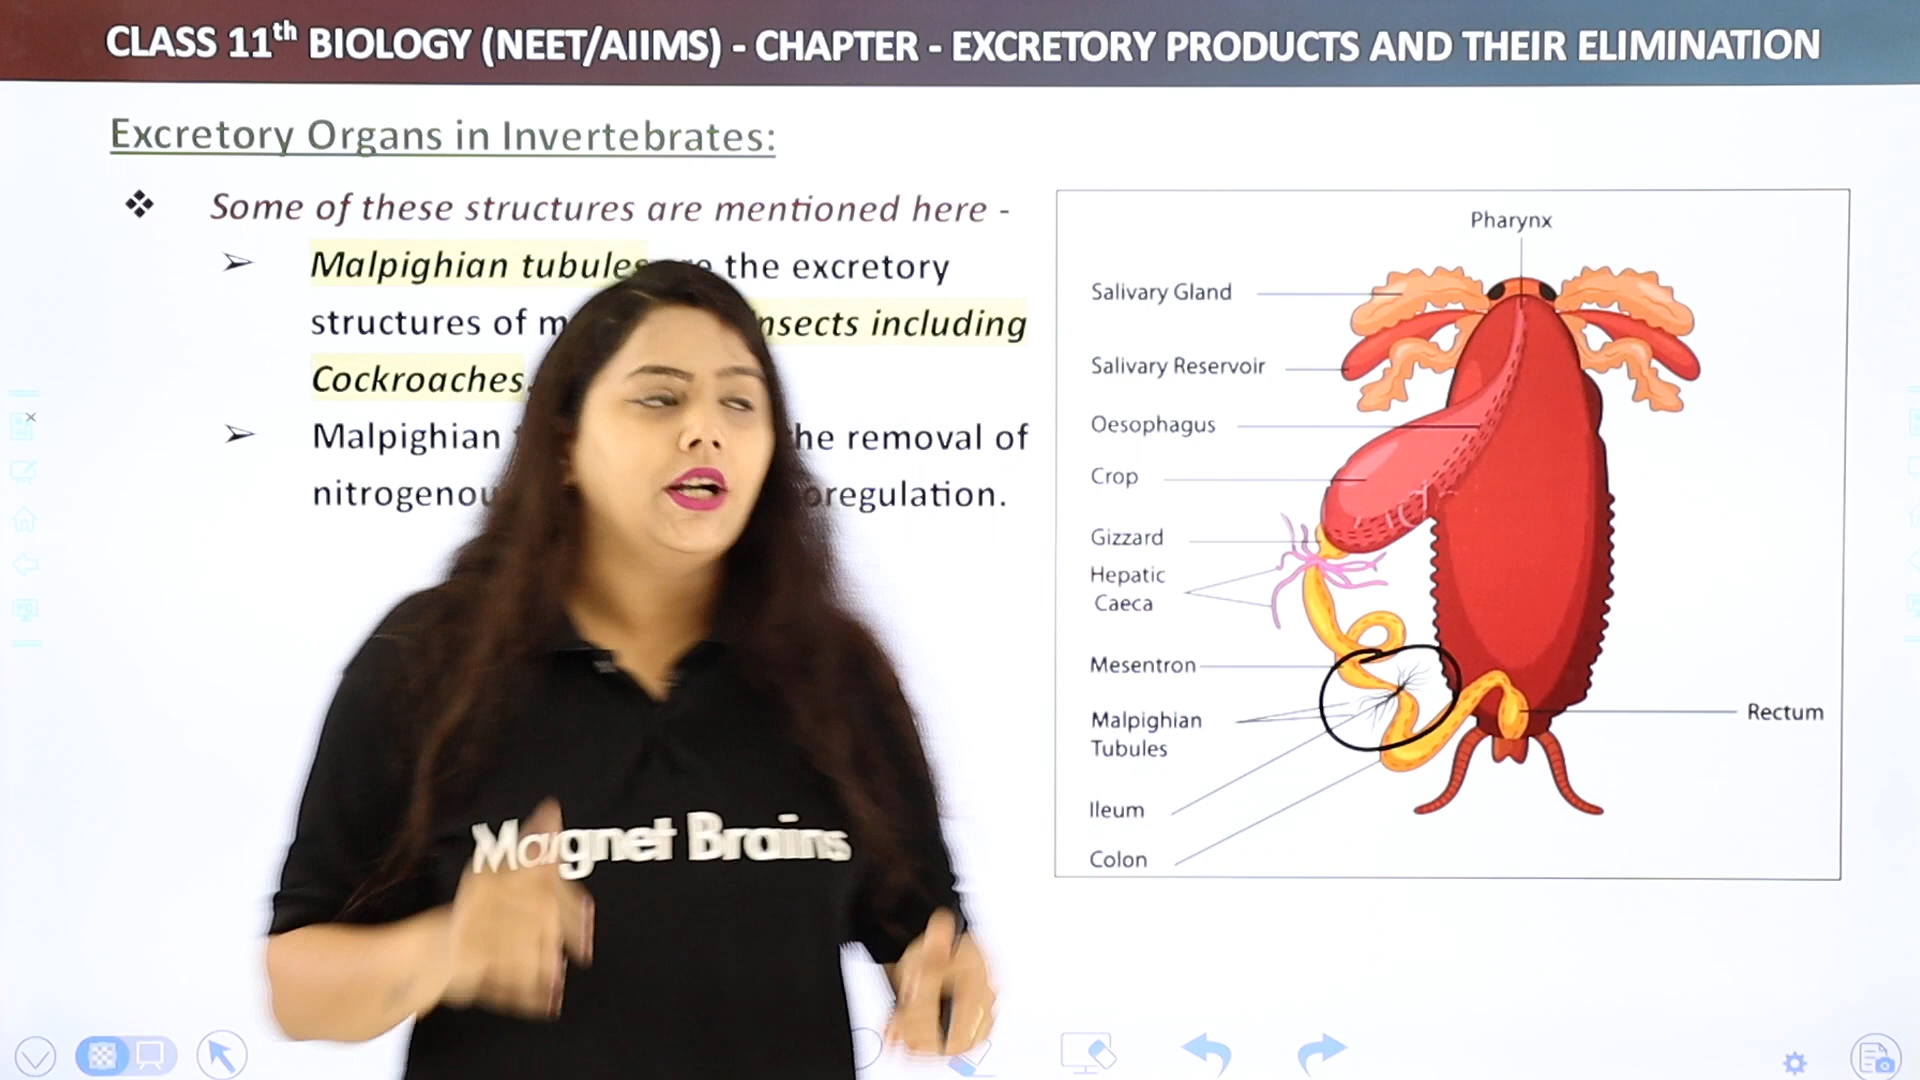 CLASS 11th BIOLOGY (NEET/AIIMS) - CHAPTER - EXCRETORY PRODUCTS AND THEIR ELIMINATION
Excretory Organs in Invertebrates:
Some of these structures are mentioned here -
Malpighian tubules the excretory
structures of nsects including
Cockroaches
Malpighian he removal of
nitrogenou oregulation.
Pharynx
Salivary Gland
Salivary Reservoir
Oesophagus
Crop
Gizzard
Hepatic
Caeca
Mesentron
Malpighian
Tubules
Rectum
Ileum
Colon
Magnet Brains